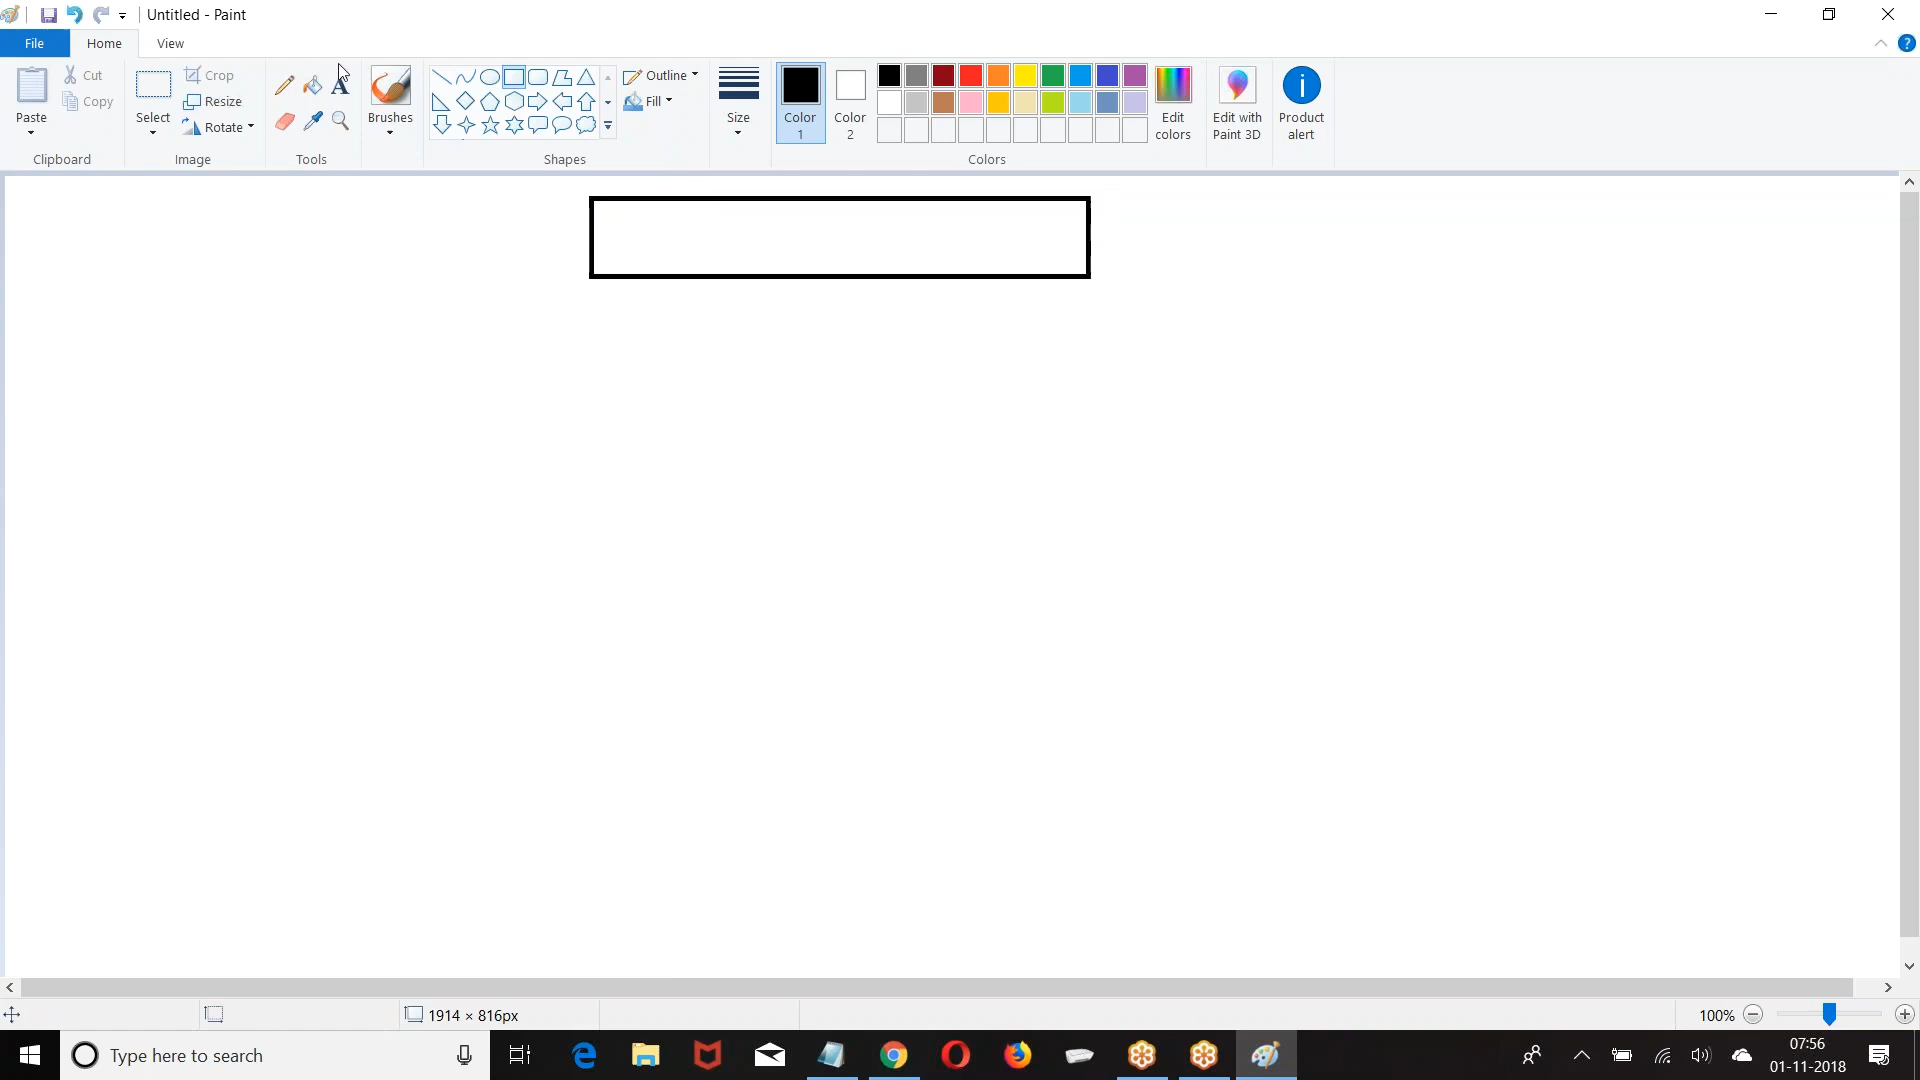 Untitled - Paint
File Home View
Paste
Cut
Copy
Clipboard
Select
Crop
Resize
Rotate
Image
A
Tools
Brushes
Shapes
Outline
Fill
Size
Color 1
Color 2
Colors
Edit colors
Edit with Paint 3D
Product alert
1914 × 816px
100%
Type here to search
07:56
01-11-2018